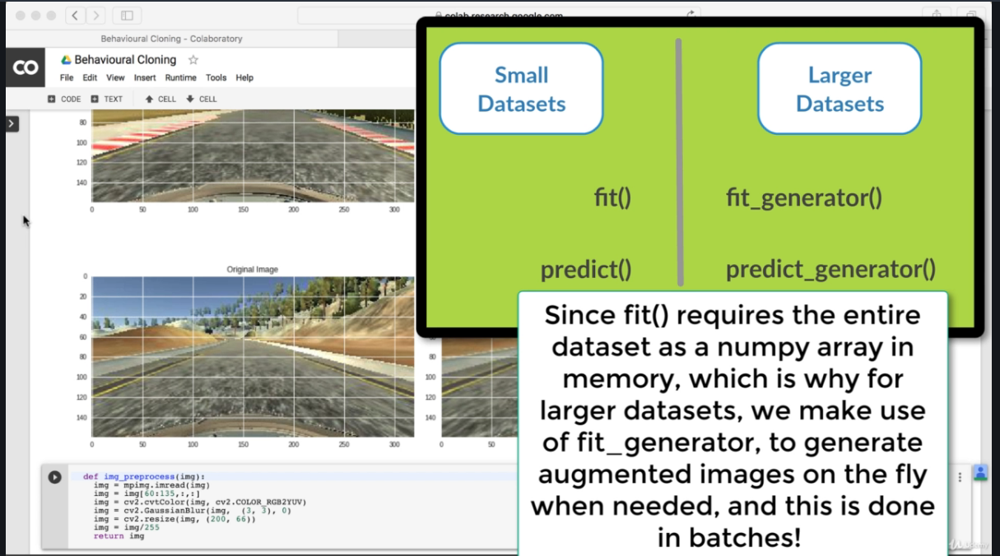 colab.research.google.com
Behavioural Cloning - Colaboratory
CO
Behavioural Cloning
File Edit View Insert Runtime Tools Help
CODE TEXT CELL CELL
80
100
120
140
0 50 100 150 200 250 300
Original Image
0
20
40
60
80
100
120
140
0 50 100 150 200 250 300
80
100
120
140
0 50
def img_preprocess(img):
img = mpimg.imread(img)
img = img[60:135,:,:]
img = cv2.cvtColor(img, cv2.COLOR_RGB2YUV)
img = cv2.GaussianBlur(img, (3, 3), 0)
img = cv2.resize(img, (200, 66))
img = img/255
return img
Small
Datasets
Larger
Datasets
fit()
fit_generator()
predict()
predict_generator()
Since fit() requires the entire
dataset as a numpy array in
memory, which is why for
larger datasets, we make use
of fit_generator, to generate
augmented images on the fly
when needed, and this is done
in batches!
Udemy